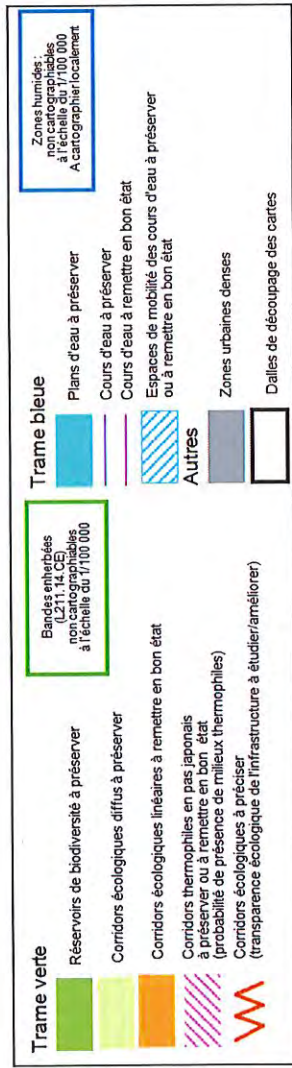 Trame verte
Bandes enherbées
(L211.14.CE)
non cartographiables
à l'échelle du 1/100 000
Réservoirs de biodiversité à préserver
Corridors écologiques diffus à préserver
Corridors écologiques linéaires à remettre en bon état
Corridors thermophiles en pas japonais
à préserver ou à remettre en bon état
(probabilité de présence de milieux thermophiles)
Corridors écologiques à préciser
(transparence écologique de l'infrastructure à étudier/améliorer)
Trame bleue
Zones humides :
non cartographiables
à l'échelle du 1/100 000
A cartographier localement
Plans d'eau à préserver
Cours d'eau à préserver
Cours d'eau à remettre en bon état
Espaces de mobilité des cours d'eau à préserver
ou à remettre en bon état
Autres
Zones urbaines denses
Dalles de découpage des cartes